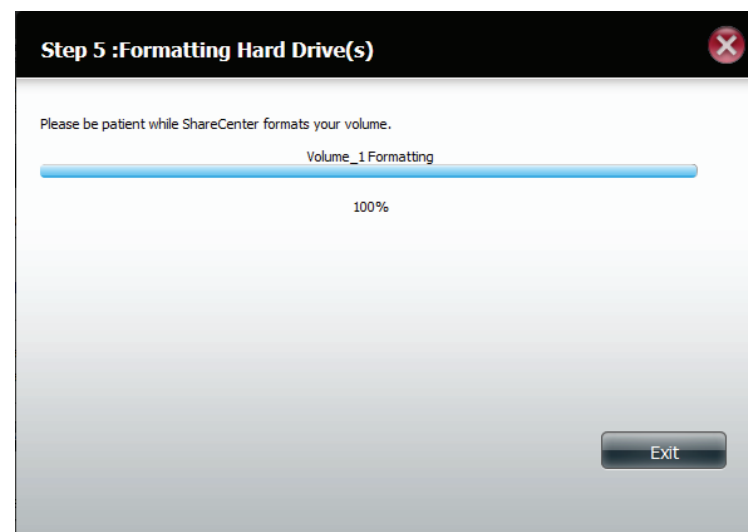 Step 5 :Formatting Hard Drive(s)
Please be patient while ShareCenter formats your volume.
Volume_1 Formatting
100%
Exit